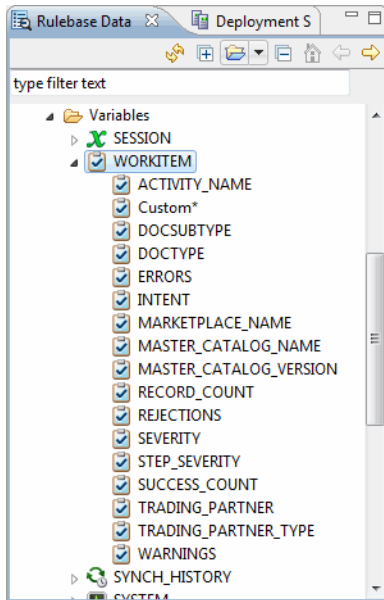 Rulebase Data Deployment S
type filter text
Variables
SESSION
WORKITEM
ACTIVITY_NAME
Custom*
DOCSUBTYPE
DOCTYPE
ERRORS
INTENT
MARKETPLACE_NAME
MASTER_CATALOG_NAME
MASTER_CATALOG_VERSION
RECORD_COUNT
REJECTIONS
SEVERITY
STEP_SEVERITY
SUCCESS_COUNT
TRADING_PARTNER
TRADING_PARTNER_TYPE
WARNINGS
SYNCH_HISTORY
SYSTEM